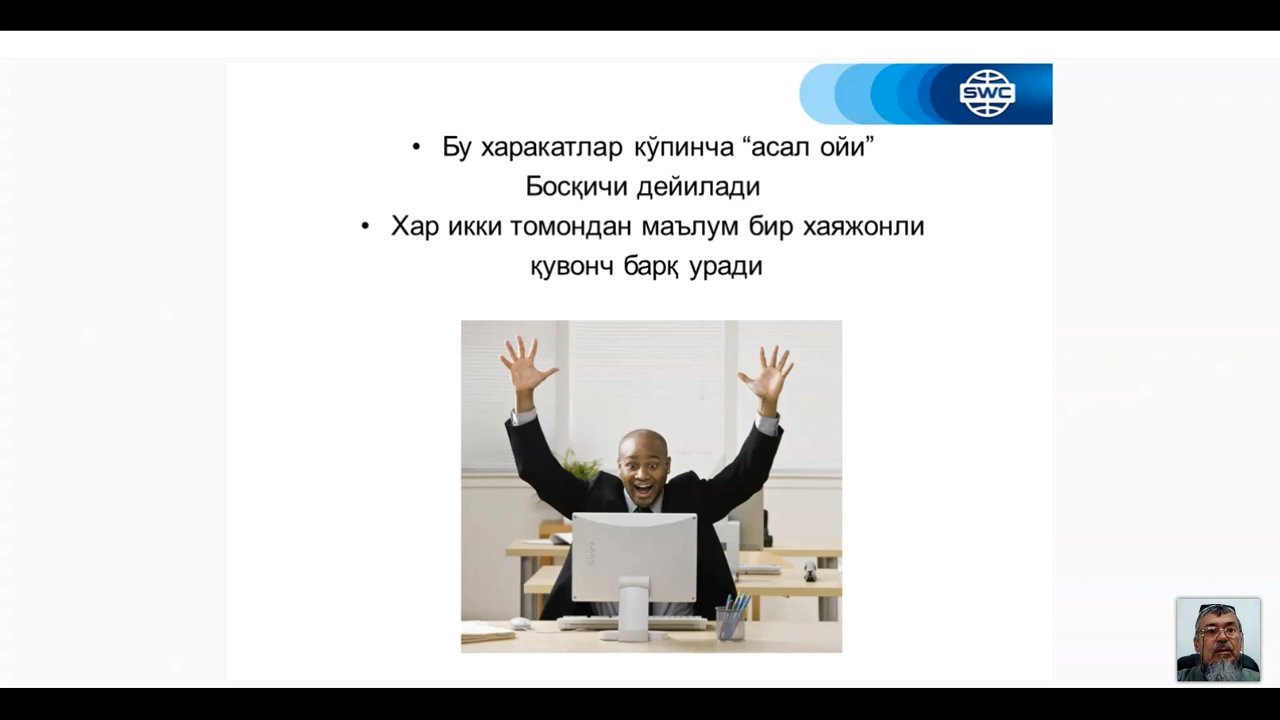 SWC
• Бу харакатлар кўпинча “асал ойи”
Босқичи дейилади
• Хар икки томондан маълум бир хаяжонли
қувонч барқ уради